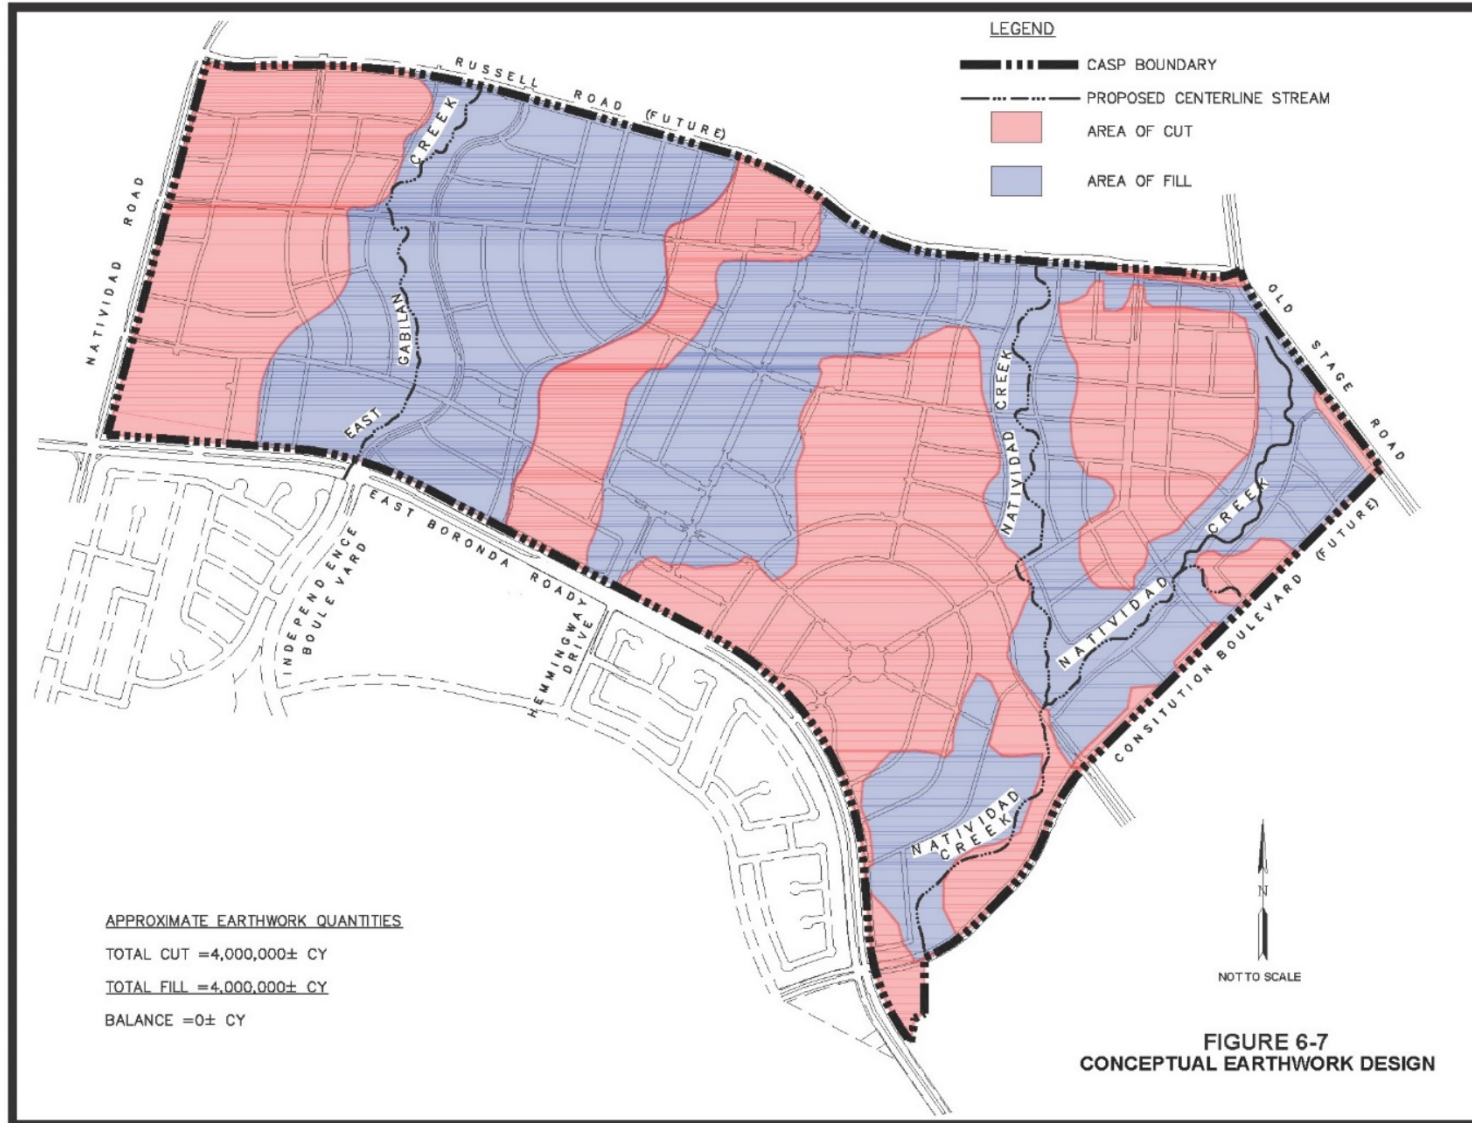 LEGEND
CASP BOUNDARY
PROPOSED CENTERLINE STREAM
AREA OF CUT
AREA OF FILL
RUSSELL ROAD (FUTURE)
NATIVIDAD ROAD
CREEK
GABILAN
EAST
NATIVIDAD CREEK
OLD STAGE ROAD
NATIVIDAD CREEK
CONSITUTION BOULEVARD (FUTURE)
EAST BORONDA ROADY
INDEPENDENCE
BOULEVARD
HEMMINGWAY
DRIVE
NATIVIDAD
CREEK
N
NOT TO SCALE
APPROXIMATE EARTHWORK QUANTITIES
TOTAL CUT =4,000,000± CY
TOTAL FILL =4,000,000± CY
BALANCE =0± CY
FIGURE 6-7
CONCEPTUAL EARTHWORK DESIGN